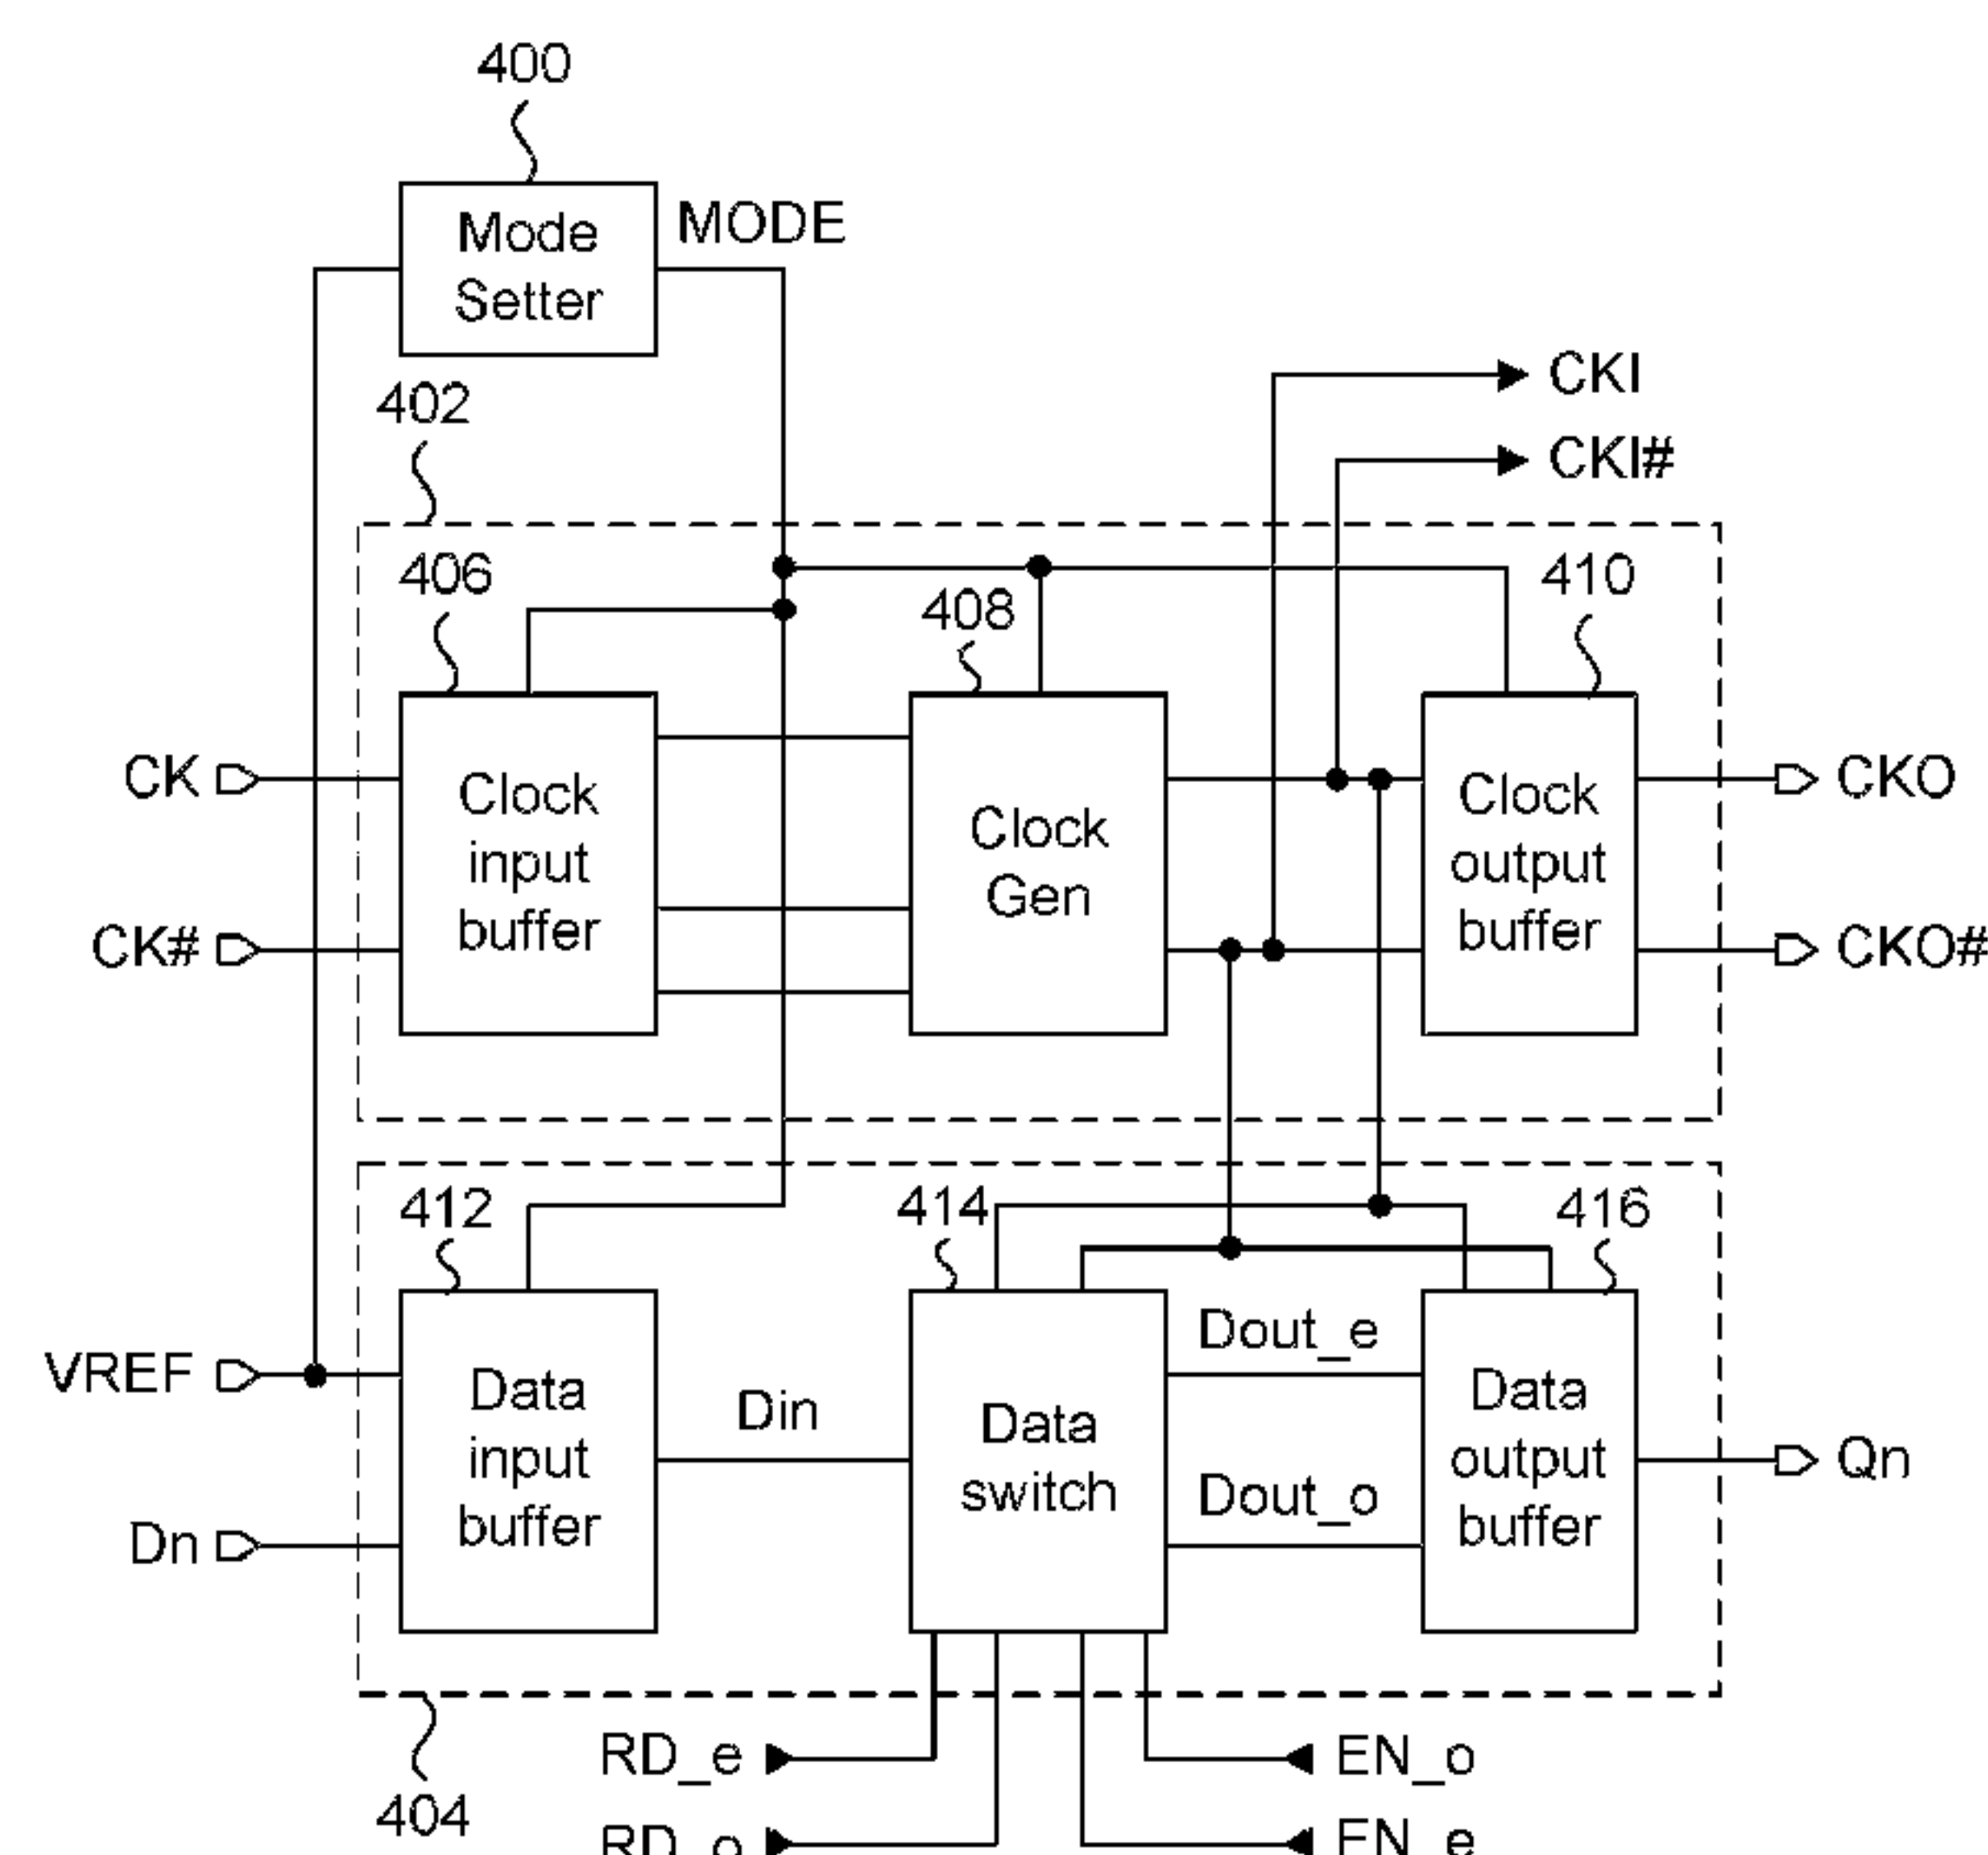 400
Mode
Setter
MODE
CKI
402
CKI#
406
408
410
CK
Clock
input
buffer
Clock
Gen
Clock
output
buffer
CKO
CK#
CKO#
412
414
416
VREF
Data
input
buffer
Din
Data
switch
Dout_e
Dout_o
Data
output
buffer
Qn
Dn
RD_e
EN_o
404
RD_o
EN_e